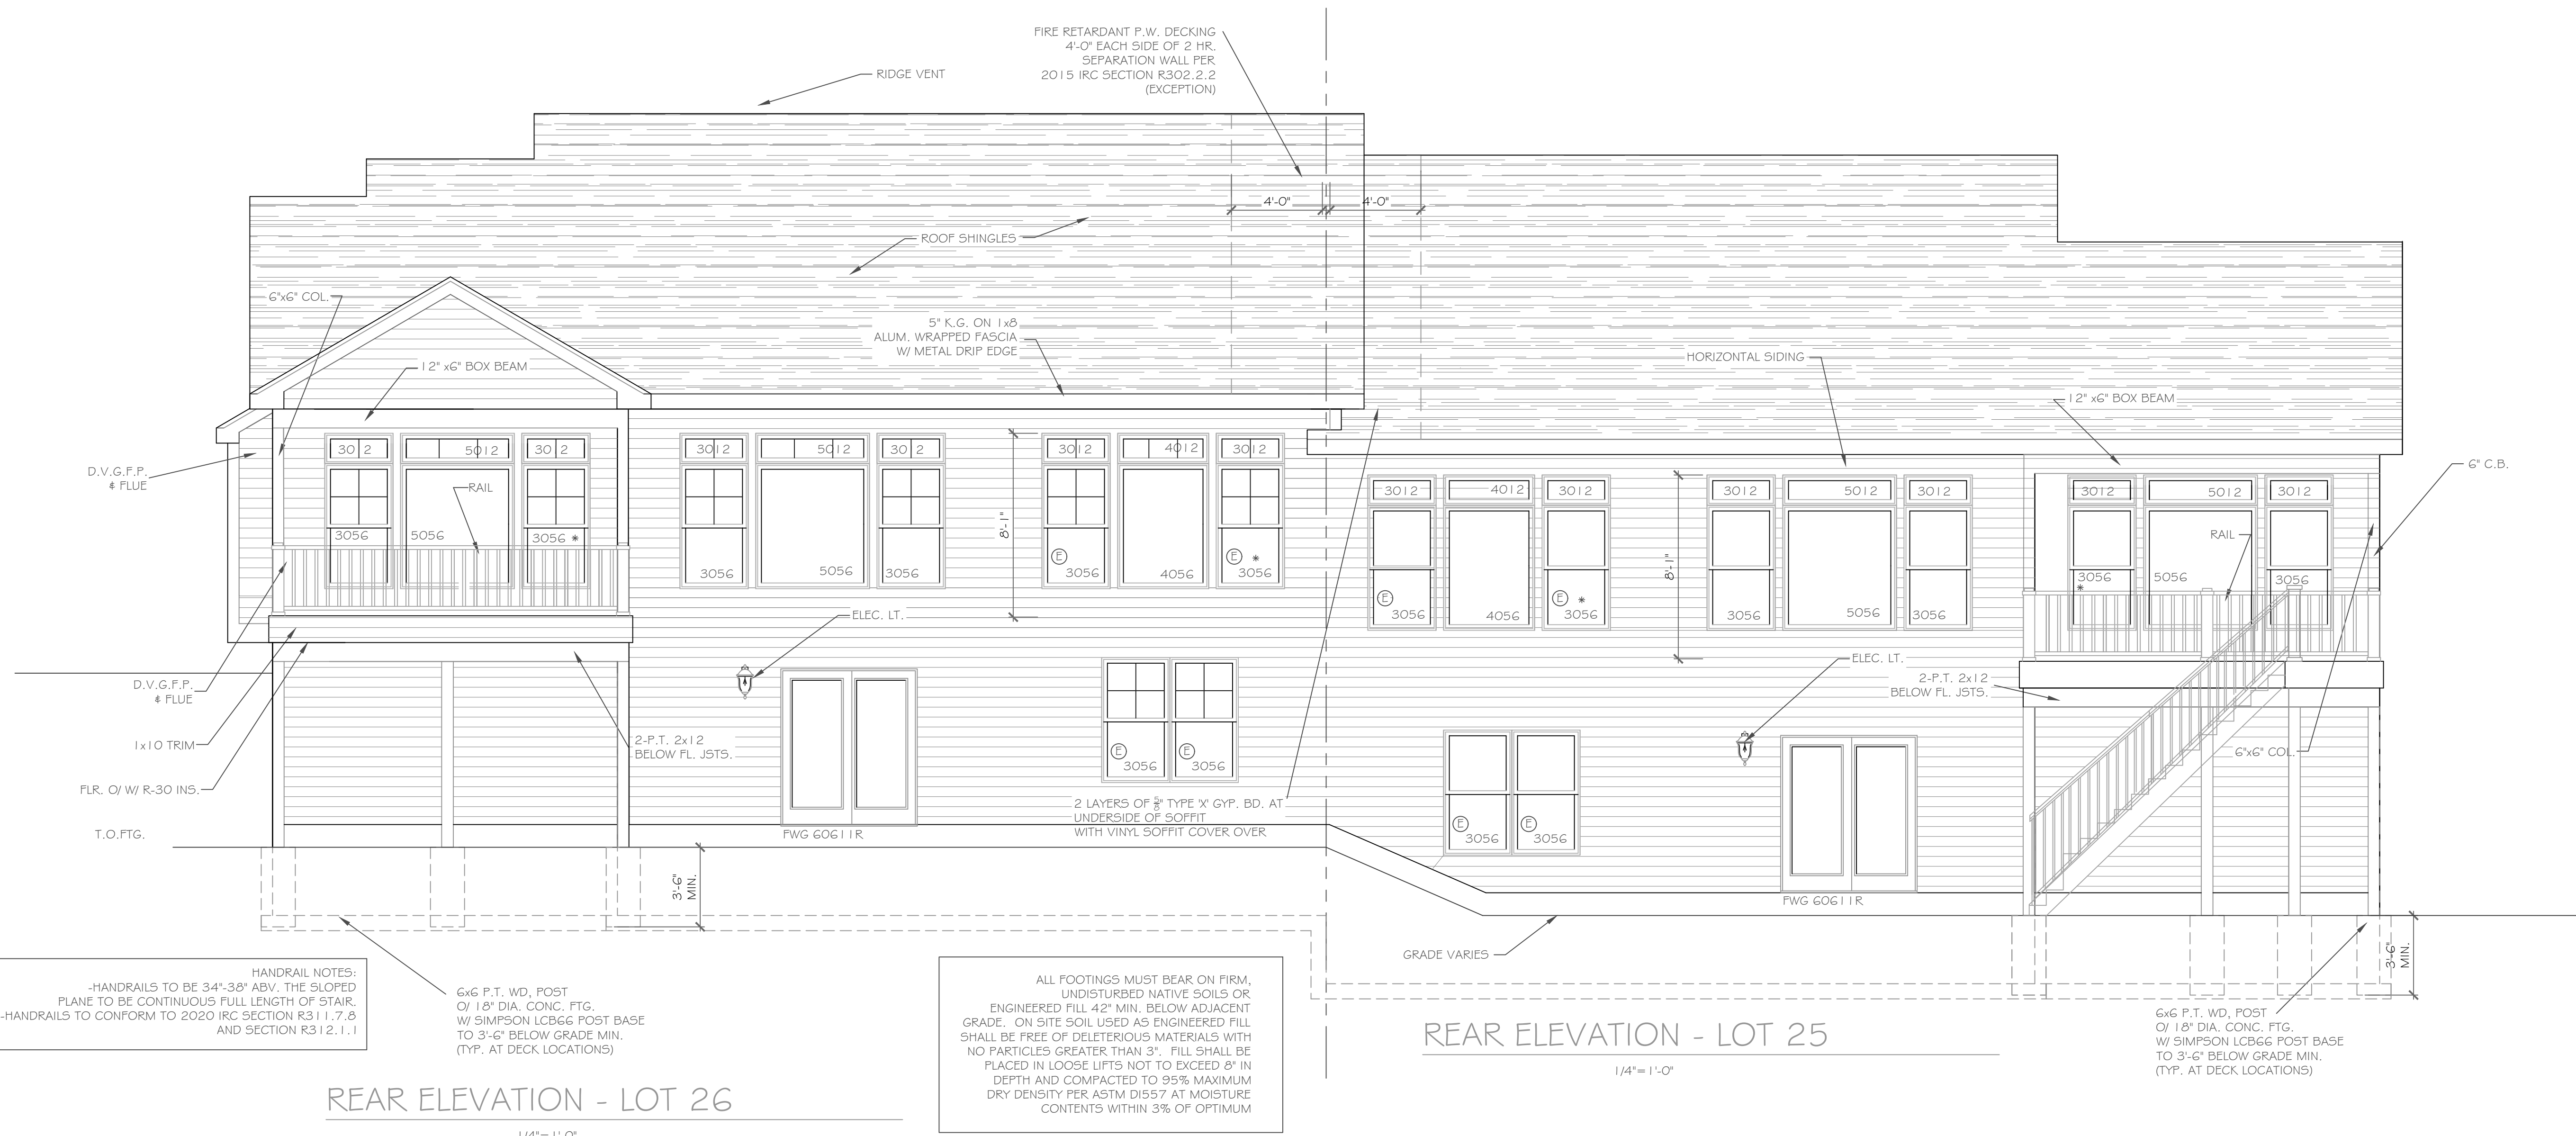 FIRE RETARDANT P.W. DECKING
4'-0" EACH SIDE OF 2 HR.
SEPARATION WALL PER
2015 IRC SECTION R302.2.2
(EXCEPTION)
RIDGE VENT
4'-0"
4'-0"
ROOF SHINGLES
6"x6" COL.
5" K.G. ON 1x8
ALUM. WRAPPED FASCIA
W/ METAL DRIP EDGE
HORIZONTAL SIDING
12" x6" BOX BEAM
12" x6" BOX BEAM
30 2
5012
30 2
3012
5012
30 2
3012
4012
3012
D.V.G.F.P.
& FLUE
RAIL
6" C.B.
3012
4012
3012
3012
5012
3012
3012
5012
3012
8'-1"
3056
5056
3056 *
3056
5056
3056
E
3056
4056
E *
3056
RAIL
8'-1"
E
3056
4056
E *
3056
3056
5056
3056
3056
*
5056
3056
ELEC. LT.
ELEC. LT.
D.V.G.F.P.
& FLUE
2-P.T. 2x12
BELOW FL. JSTS.
1x10 TRIM
2-P.T. 2x12
BELOW FL. JSTS.
E
3056
E
3056
6"x6" COL.
FLR. O/ W/ R-30 INS.
2 LAYERS OF 5/8" TYPE 'X' GYP. BD. AT
UNDERSIDE OF SOFFIT
WITH VINYL SOFFIT COVER OVER
E
3056
E
3056
T.O.FTG.
FWG 60611R
FWG 60611R
3'-6"
MIN.
3'-6"
MIN.
GRADE VARIES
HANDRAIL NOTES:
-HANDRAILS TO BE 34"-38" ABV. THE SLOPED
PLANE TO BE CONTINUOUS FULL LENGTH OF STAIR.
-HANDRAILS TO CONFORM TO 2020 IRC SECTION R311.7.8
AND SECTION R312.1.1
6x6 P.T. WD, POST
O/ 18" DIA. CONC. FTG.
W/ SIMPSON LCB66 POST BASE
TO 3'-6" BELOW GRADE MIN.
(TYP. AT DECK LOCATIONS)
ALL FOOTINGS MUST BEAR ON FIRM,
UNDISTURBED NATIVE SOILS OR
ENGINEERED FILL 42" MIN. BELOW ADJACENT
GRADE. ON SITE SOIL USED AS ENGINEERED FILL
SHALL BE FREE OF DELETERIOUS MATERIALS WITH
NO PARTICLES GREATER THAN 3". FILL SHALL BE
PLACED IN LOOSE LIFTS NOT TO EXCEED 8" IN
DEPTH AND COMPACTED TO 95% MAXIMUM
DRY DENSITY PER ASTM D1557 AT MOISTURE
CONTENTS WITHIN 3% OF OPTIMUM
6x6 P.T. WD, POST
O/ 18" DIA. CONC. FTG.
W/ SIMPSON LCB66 POST BASE
TO 3'-6" BELOW GRADE MIN.
(TYP. AT DECK LOCATIONS)
REAR ELEVATION - LOT 25
1/4"=1'-0"
REAR ELEVATION - LOT 26
1/4"=1'-0"